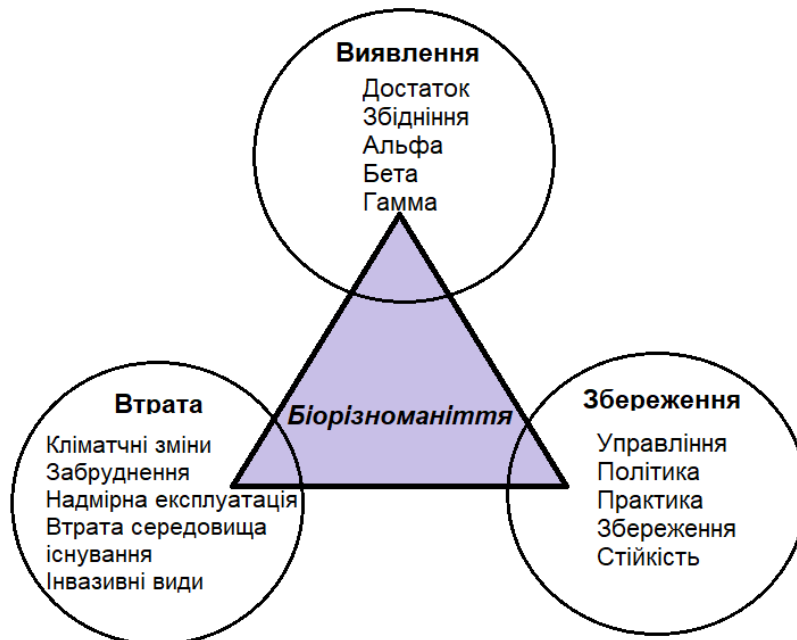 Виявлення
Достаток
Збідніння
Альфа
Бета
Гамма
Біорізноманіття
Втрата
Кліматчні зміни
Забруднення
Надмірна експлуатація
Втрата середовища
існування
Інвазивні види
Збереження
Управління
Політика
Практика
Збереження
Стійкість